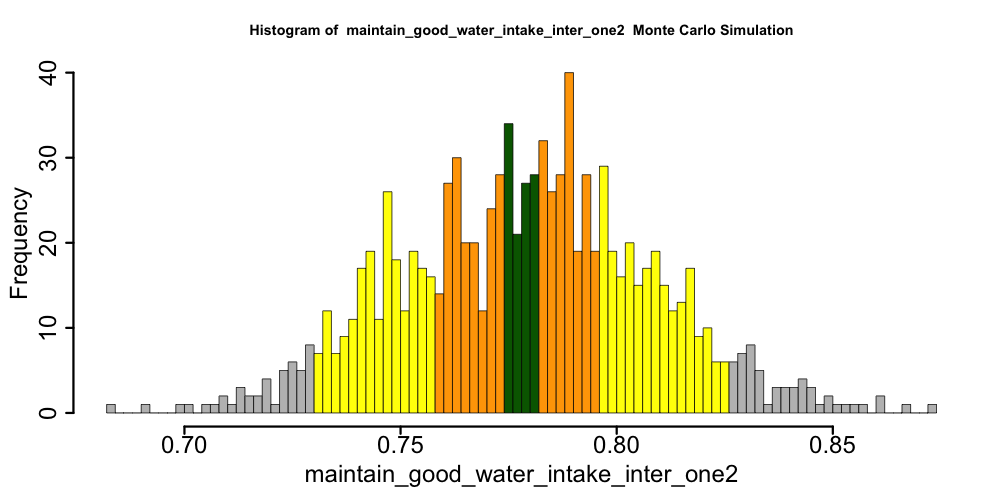 Histogram of  maintain_good_water_intake_inter_one2  Monte Carlo Simulation
40
30
20
10
0
Frequency
0.70 0.75 0.80 0.85
maintain_good_water_intake_inter_one2